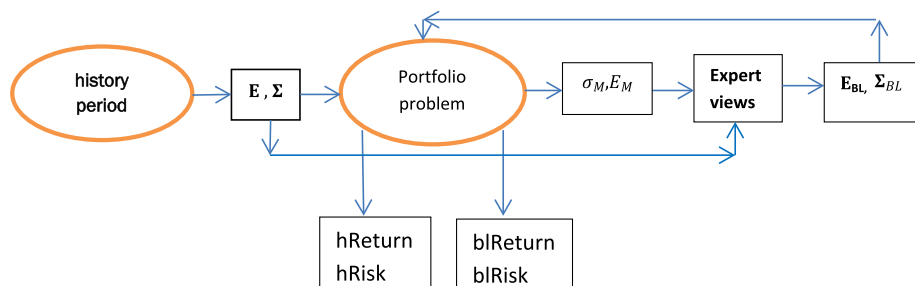 history
period
E , Σ
Portfolio
problem
σ_M,E_M
Expert
views
E_BL, Σ_BL
hReturn
hRisk
blReturn
blRisk